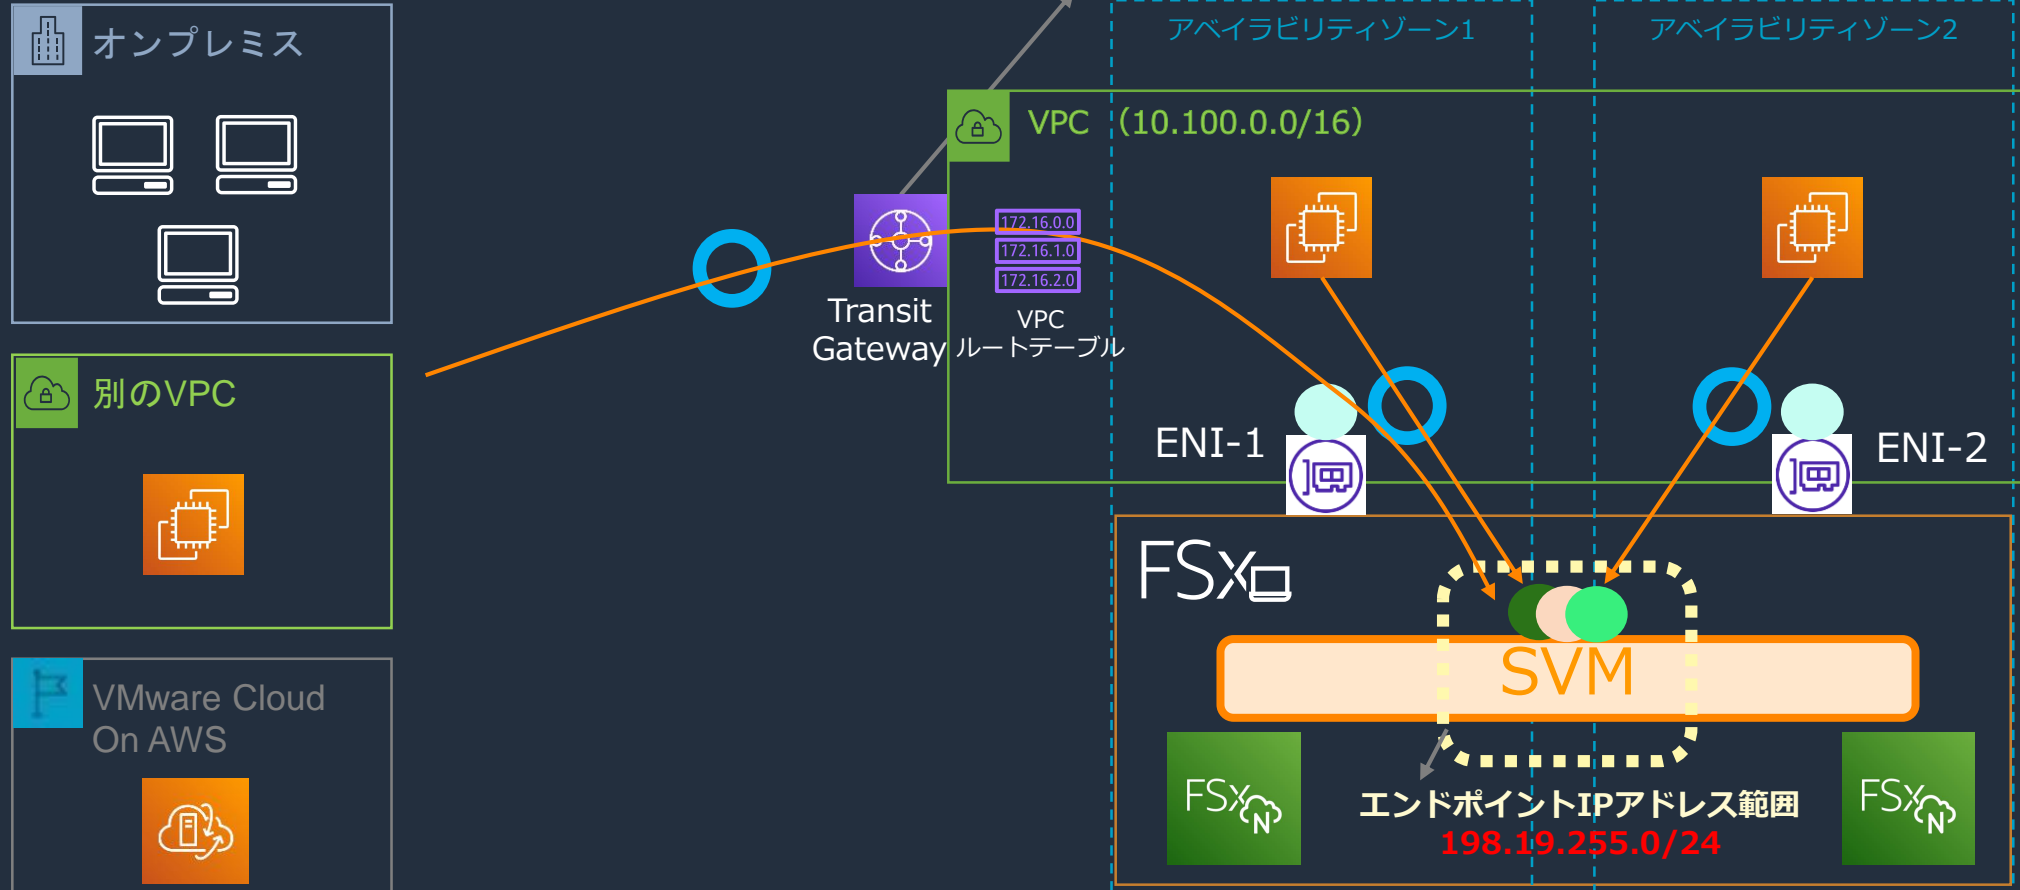 オンプレミス
別のVPC
VMware Cloud
On AWS
Transit
Gateway
172.16.0.0
172.16.1.0
172.16.2.0
VPC
ルートテーブル
アベイラビリティゾーン1
アベイラビリティゾーン2
VPC （10.100.0.0/16）
ENI-1
ENI-2
FSx
SVM
FSx
N
エンドポイントIPアドレス範囲
198.19.255.0/24
FSx
N